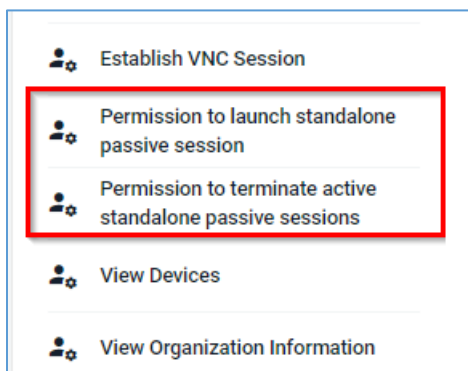 Establish VNC Session
Permission to launch standalone
passive session
Permission to terminate active
standalone passive sessions
View Devices
View Organization Information